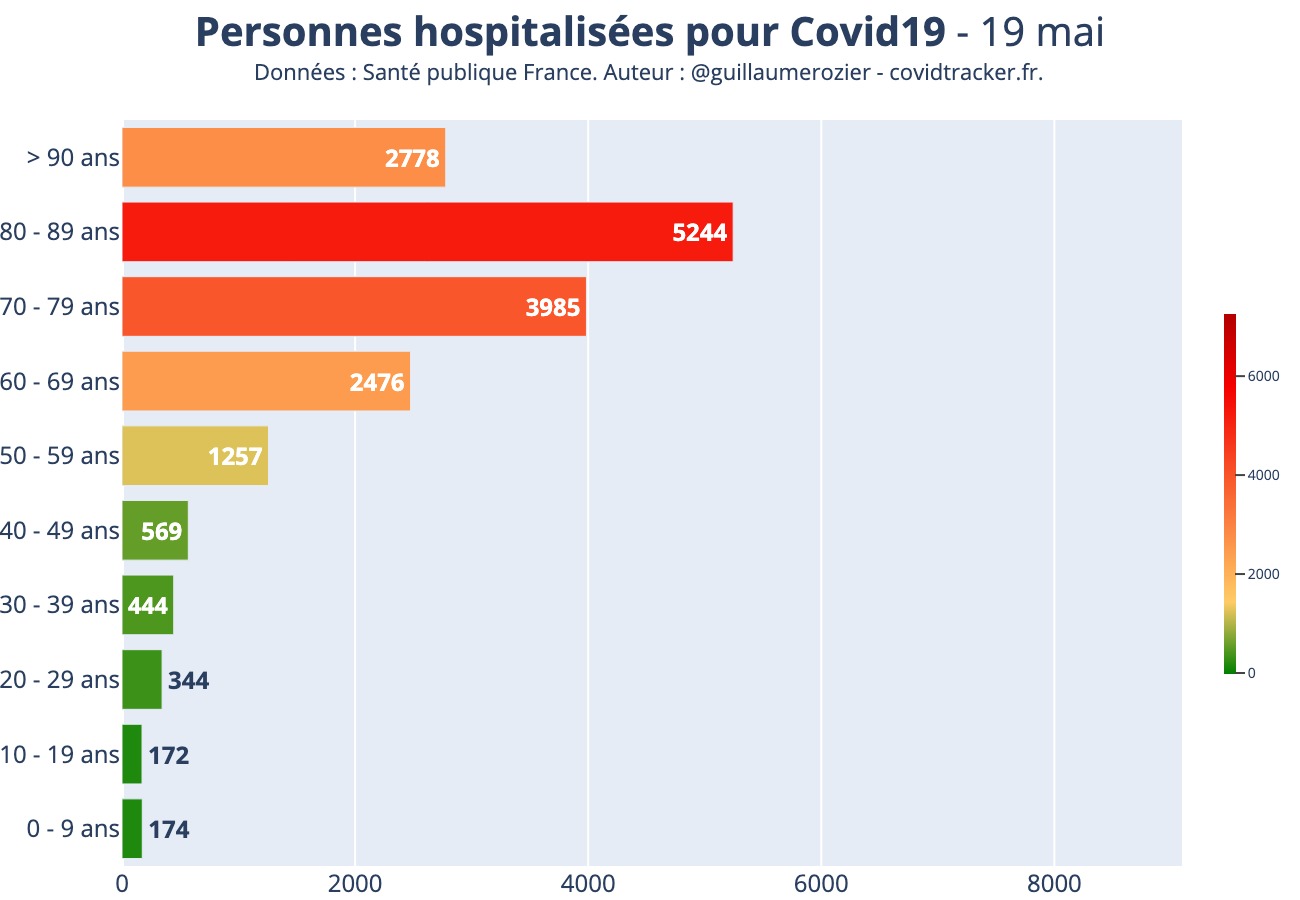 Personnes hospitalisées pour Covid19 - 19 mai
Données : Santé publique France. Auteur : @guillaumerozier - covidtracker.fr.
> 90 ans 2778
80 - 89 ans 5244
70 - 79 ans 3985
60 - 69 ans 2476
50 - 59 ans 1257
40 - 49 ans 569
30 - 39 ans 444
20 - 29 ans 344
10 - 19 ans 172
0 - 9 ans 174
0 2000 4000 6000 8000
6000
4000
2000
0